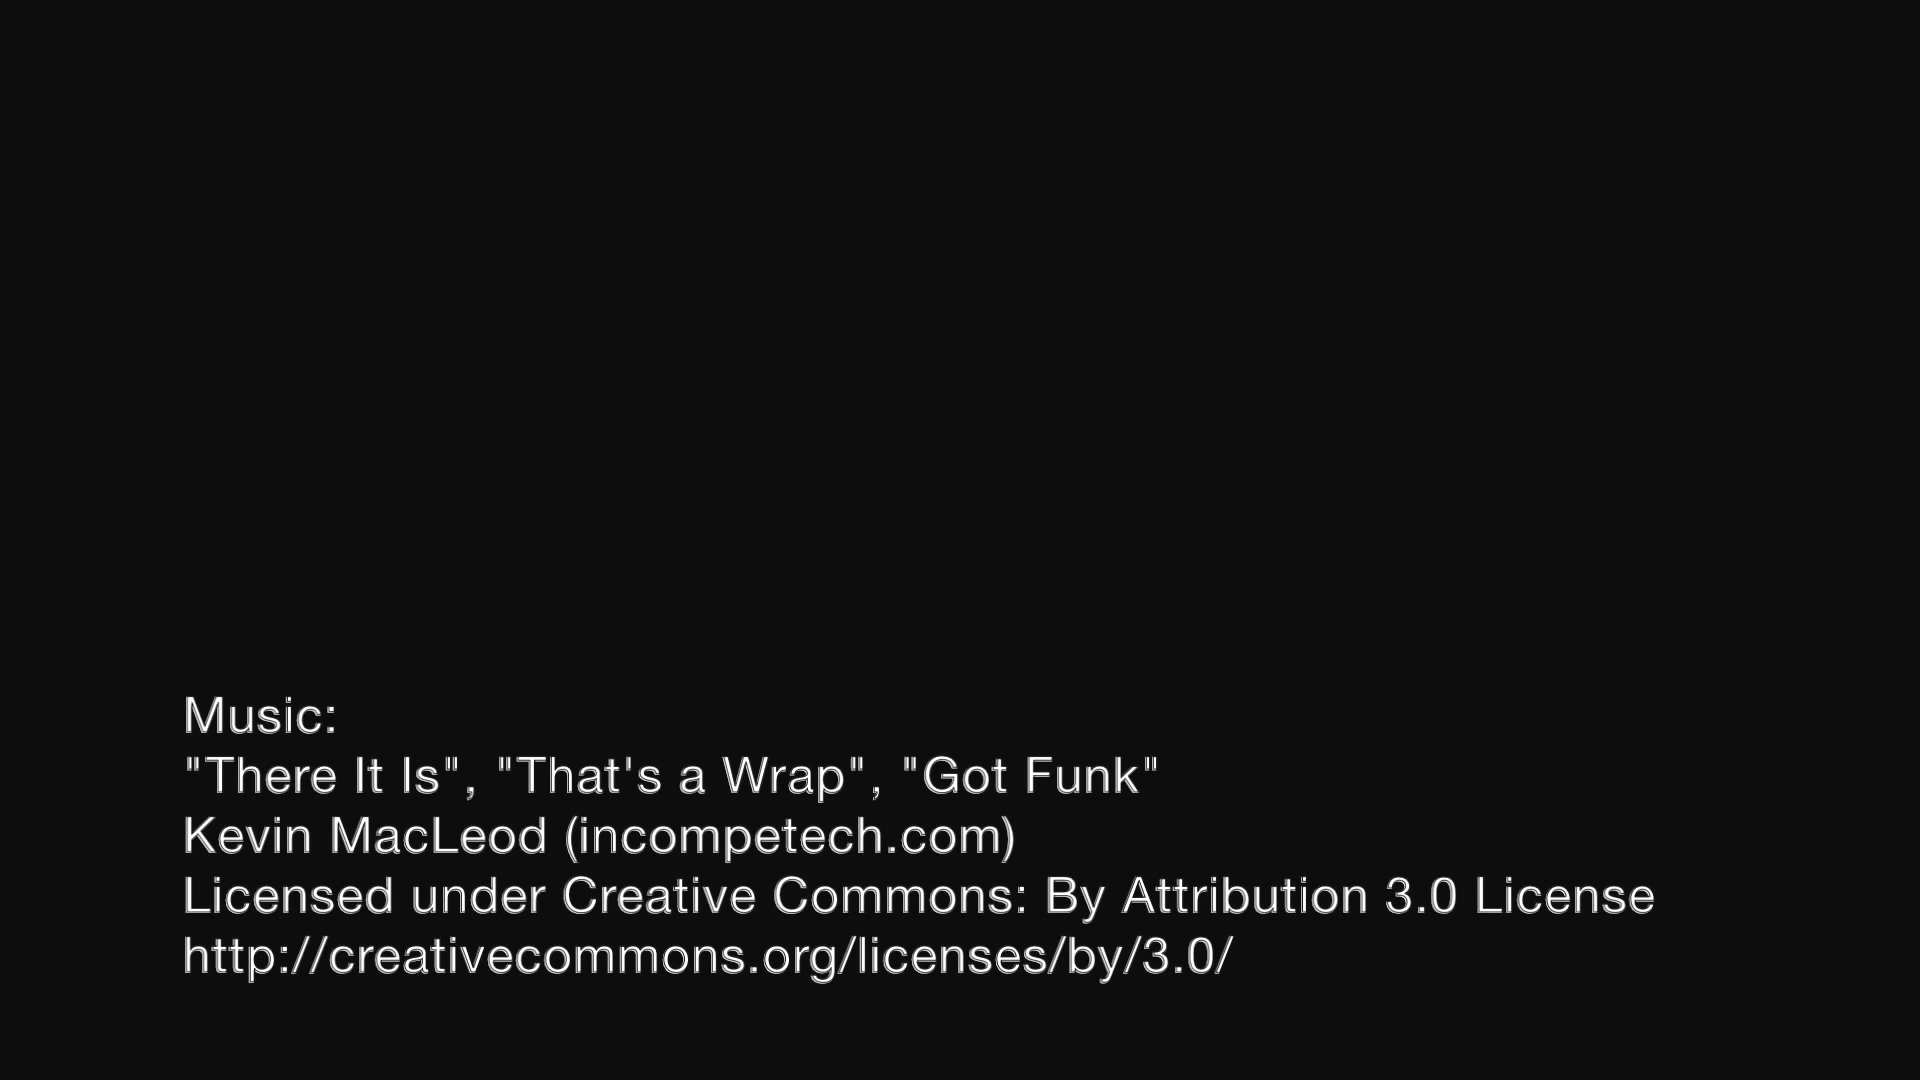 Music:
"There It Is", "That's a Wrap", "Got Funk"
Kevin MacLeod (incompetech.com)
Licensed under Creative Commons: By Attribution 3.0 License
http://creativecommons.org/licenses/by/3.0/